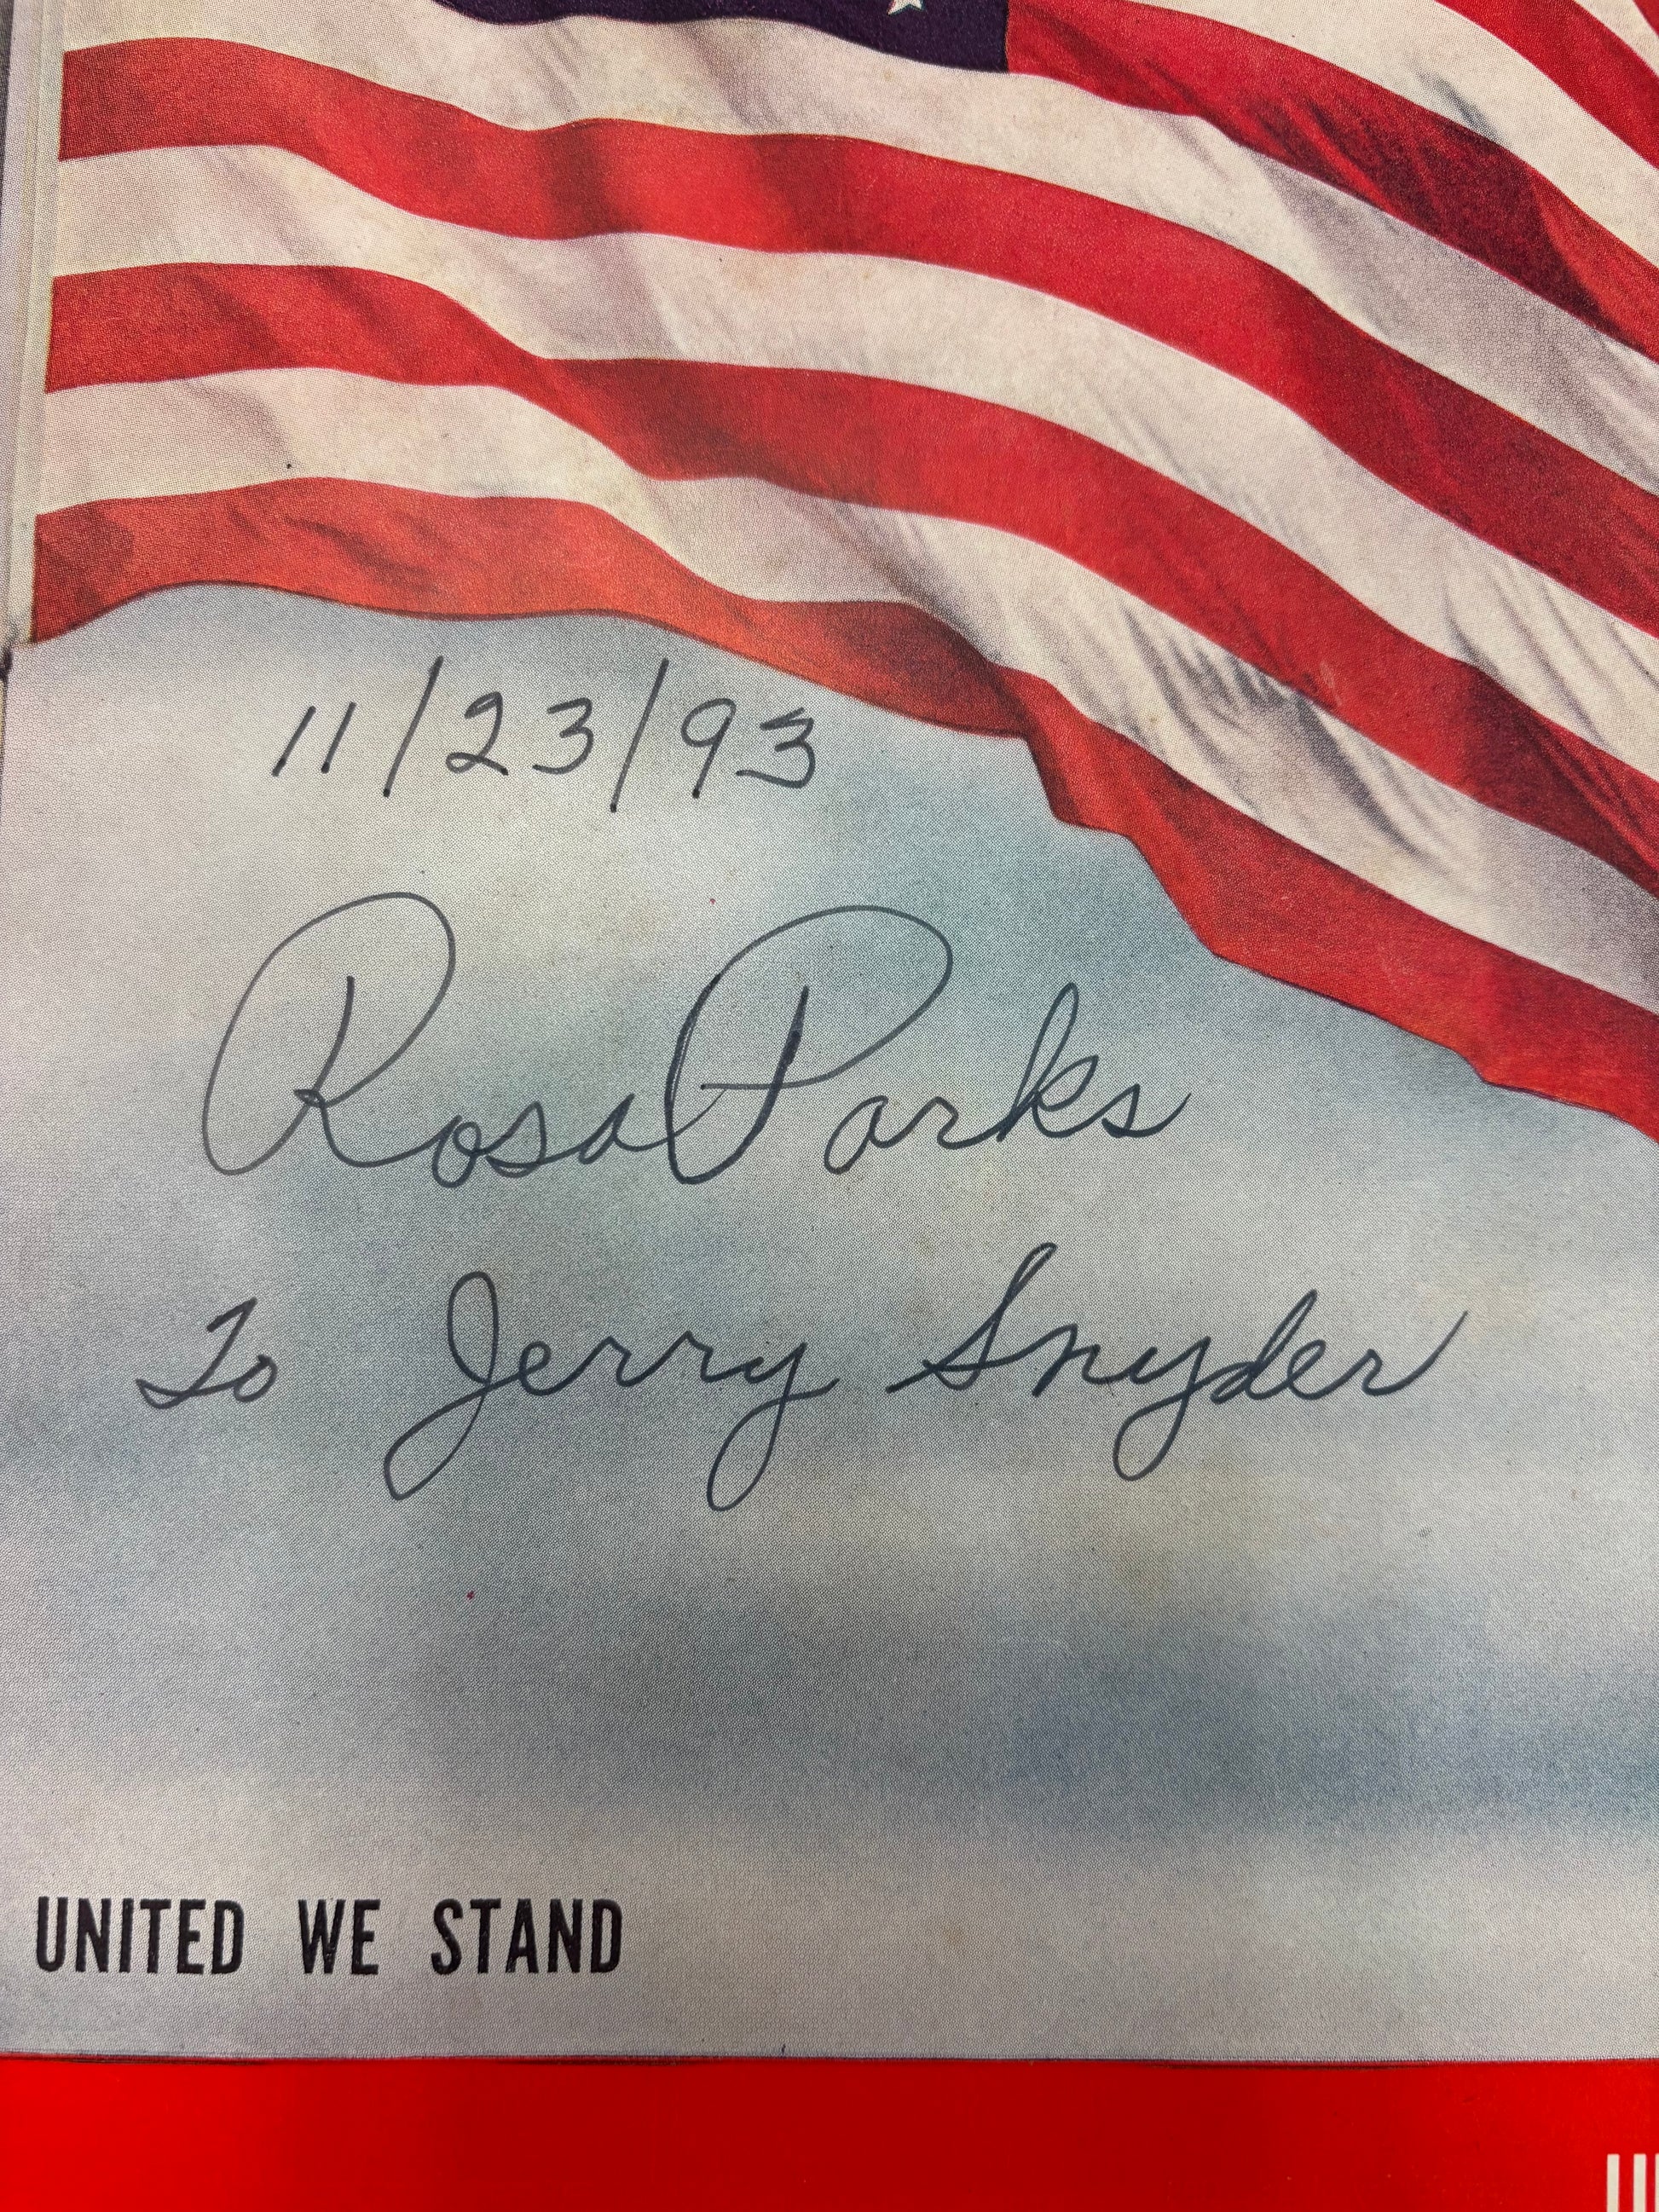 11/23/93
Rosa Parks
To Jerry Snyder
UNITED WE STAND